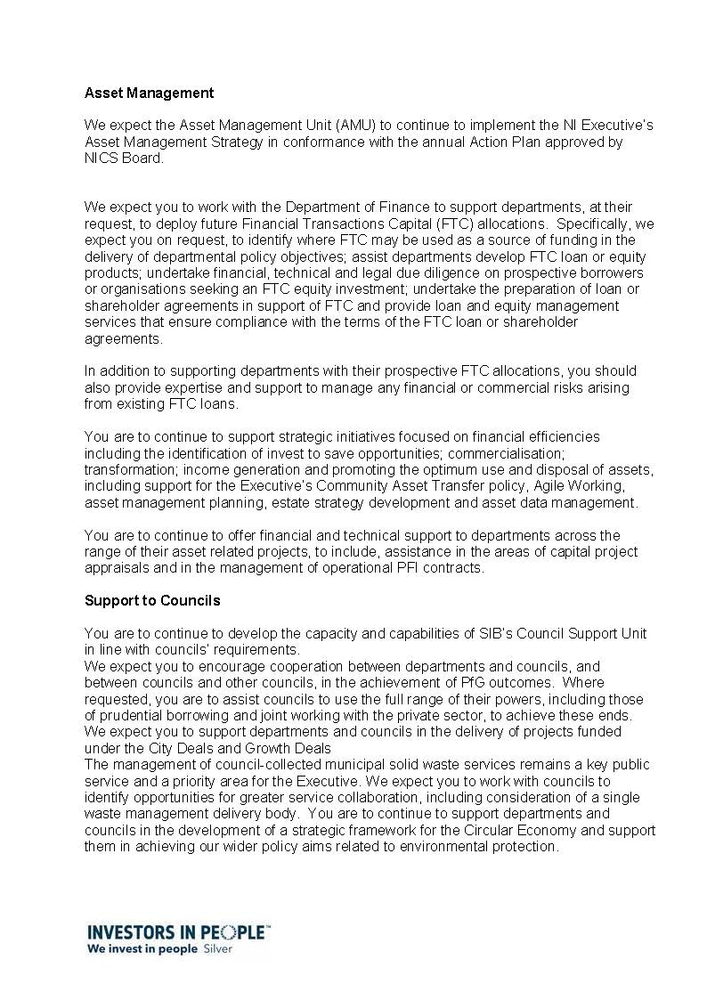 Asset Management
We expect the Asset Management Unit (AMU) to continue to implement the NI Executive's
Asset Management Strategy in conformance with the annual Action Plan approved by
NICS Board.
We expect you to work with the Department of Finance to support departments, at their
request, to deploy future Financial Transactions Capital (FTC) allocations.  Specifically, we
expect you on request, to identify where FTC may be used as a source of funding in the
delivery of departmental policy objectives; assist departments develop FTC loan or equity
products; undertake financial, technical and legal due diligence on prospective borrowers
or organisations seeking an FTC equity investment; undertake the preparation of loan or
shareholder agreements in support of FTC and provide loan and equity management
services that ensure compliance with the terms of the FTC loan or shareholder
agreements.
In addition to supporting departments with their prospective FTC allocations, you should
also provide expertise and support to manage any financial or commercial risks arising
from existing FTC loans.
You are to continue to support strategic initiatives focused on financial efficiencies
including the identification of invest to save opportunities; commercialisation;
transformation; income generation and promoting the optimum use and disposal of assets,
including support for the Executive's Community Asset Transfer policy, Agile Working,
asset management planning, estate strategy development and asset data management.
You are to continue to offer financial and technical support to departments across the
range of their asset related projects, to include, assistance in the areas of capital project
appraisals and in the management of operational PFI contracts.
Support to Councils
You are to continue to develop the capacity and capabilities of SIB's Council Support Unit
in line with councils' requirements.
We expect you to encourage cooperation between departments and councils, and
between councils and other councils, in the achievement of PfG outcomes.  Where
requested, you are to assist councils to use the full range of their powers, including those
of prudential borrowing and joint working with the private sector, to achieve these ends.
We expect you to support departments and councils in the delivery of projects funded
under the City Deals and Growth Deals
The management of council-collected municipal solid waste services remains a key public
service and a priority area for the Executive. We expect you to work with councils to
identify opportunities for greater service collaboration, including consideration of a single
waste management delivery body.  You are to continue to support departments and
councils in the development of a strategic framework for the Circular Economy and support
them in achieving our wider policy aims related to environmental protection.
INVESTORS IN PEOPLE™
We invest in people Silver